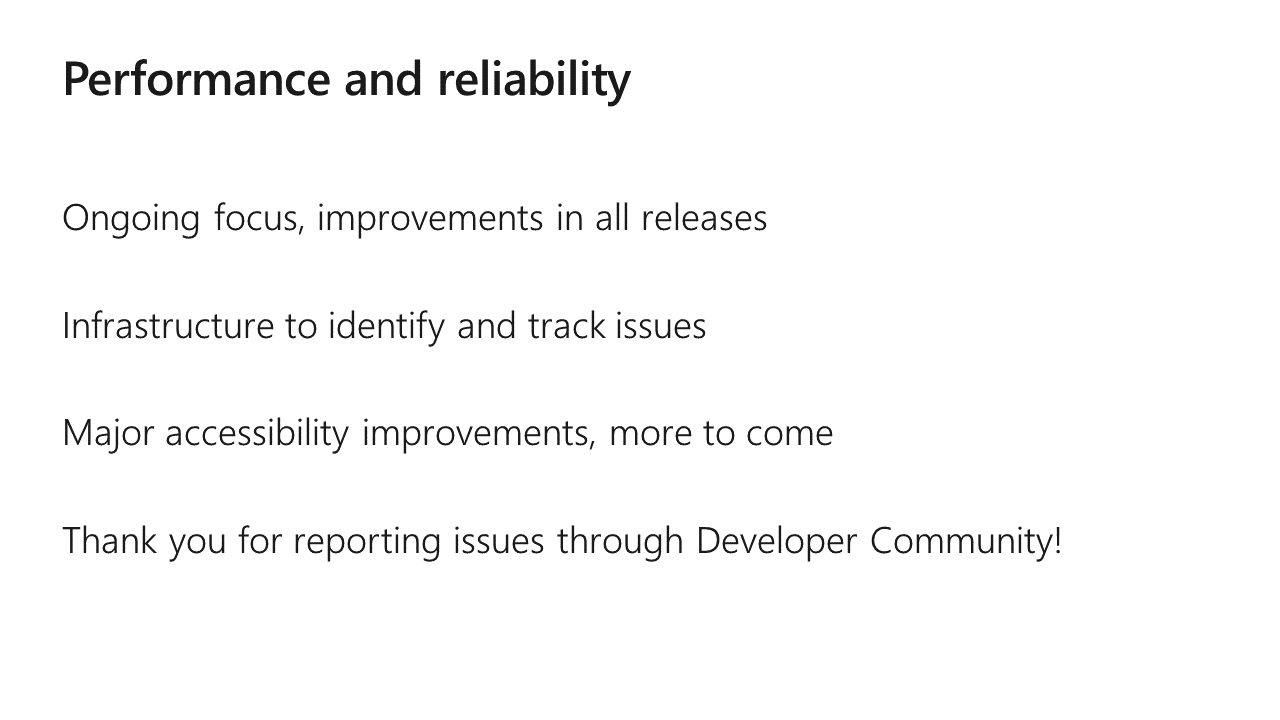 Performance and reliability
Ongoing focus, improvements in all releases
Infrastructure to identify and track issues
Major accessibility improvements, more to come
Thank you for reporting issues through Developer Community!